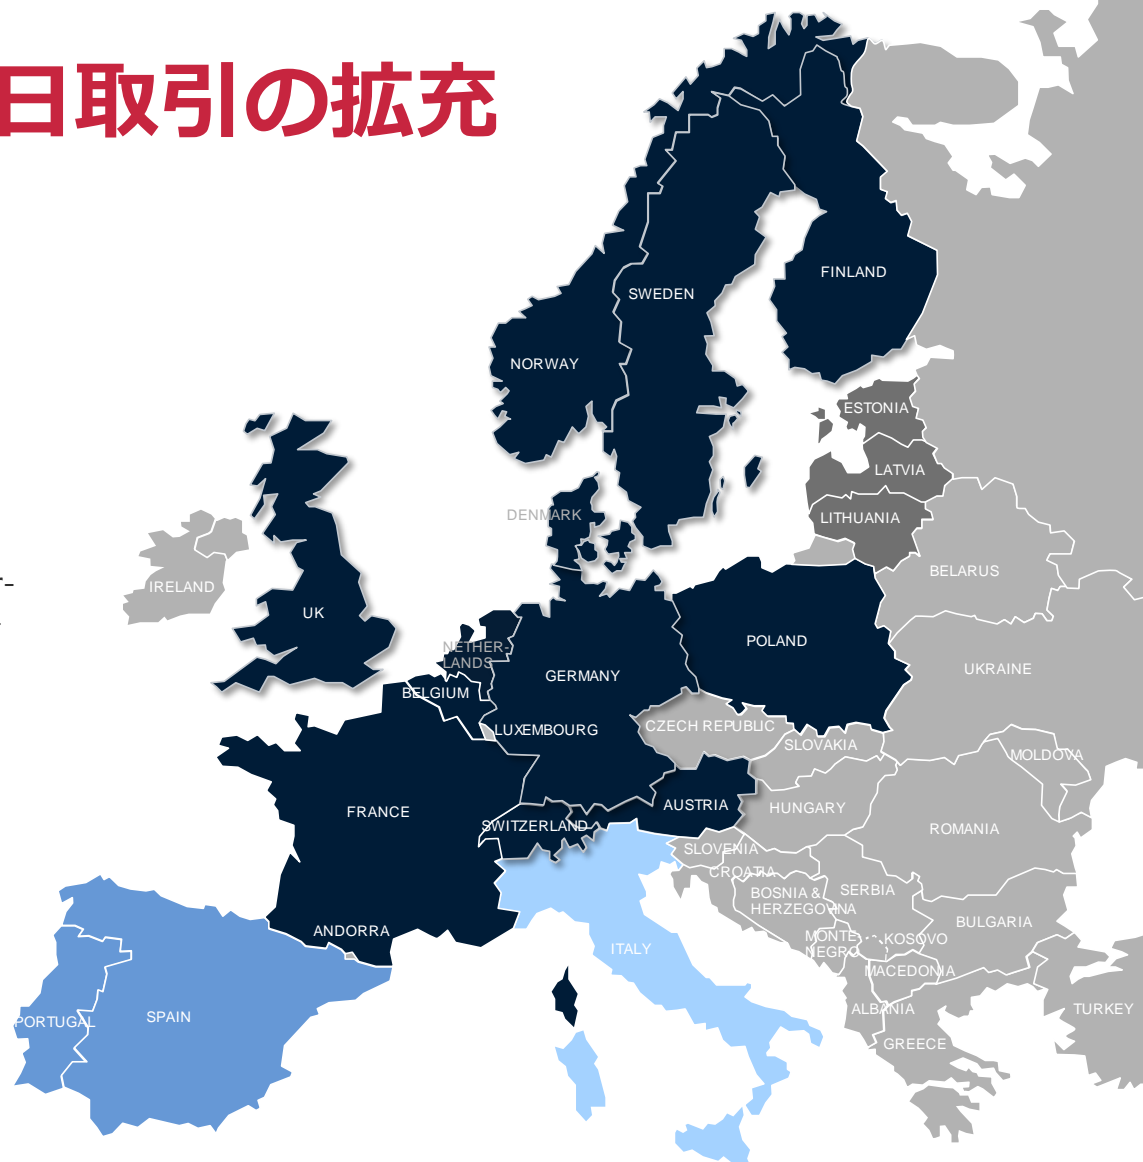 日取引の拡充
FINLAND
SWEDEN
NORWAY
ESTONIA
LATVIA
DENMARK
LITHUANIA
BELARUS
IRELAND
UK
POLAND
NETHER-
LANDS
UKRAINE
GERMANY
BELGIUM
LUXEMBOURG
CZECH REPUBLIC
SLOVAKIA
MOLDOVA
AUSTRIA
HUNGARY
FRANCE
SWITZERLAND
ROMANIA
SLOVENIA
CROATIA
BOSNIA &
HERZEGOVINA
SERBIA
BULGARIA
ANDORRA
MONTE-
NEGRO
KOSOVO
ITALY
MACEDONIA
ALBANIA
TURKEY
SPAIN
PORTUGAL
GREECE